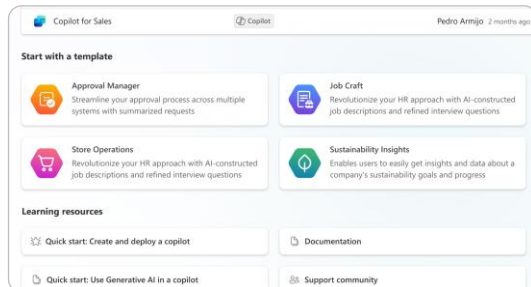 Copilot for Sales Copilot Pedro Armijo 2 months ago
Start with a template
Approval Manager
Streamline your approval process across multiple
systems with summarized requests
Job Craft
Revolutionize your HR approach with AI-constructed
job descriptions and refined interview questions
Store Operations
Revolutionize your HR approach with AI-constructed
job descriptions and refined interview questions
Sustainability Insights
Enables users to easily get insights and data about a
company's sustainability goals and progress
Learning resources
Quick start: Create and deploy a copilot
Documentation
Quick start: Use Generative AI in a copilot
Support community